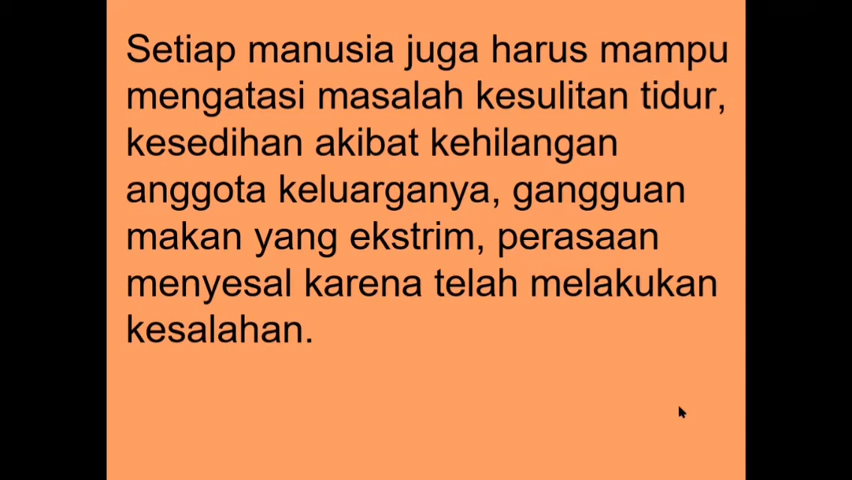 Setiap manusia juga harus mampu
mengatasi masalah kesulitan tidur,
kesedihan akibat kehilangan
anggota keluarganya, gangguan
makan yang ekstrim, perasaan
menyesal karena telah melakukan
kesalahan.